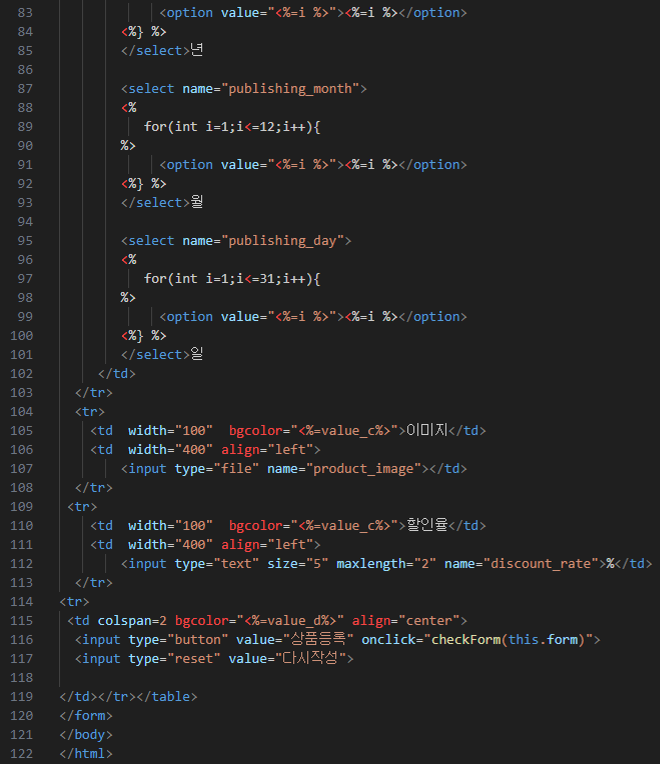 83 <option value="<%=i %>"><%=i %></option>
84 <%} %>
85 </select>년
86
87 <select name="publishing_month">
88 <%
89 for(int i=1;i<=12;i++){
90 %>
91 <option value="<%=i %>"><%=i %></option>
92 <%} %>
93 </select>월
94
95 <select name="publishing_day">
96 <%
97 for(int i=1;i<=31;i++){
98 %>
99 <option value="<%=i %>"><%=i %></option>
100 <%} %>
101 </select>일
102 </td>
103 </tr>
104 <tr>
105 <td  width="100"  bgcolor="<%=value_c%>">이미지</td>
106 <td  width="400" align="left">
107 <input type="file" name="product_image"></td>
108 </tr>
109 <tr>
110 <td  width="100"  bgcolor="<%=value_c%>">할인율</td>
111 <td  width="400" align="left">
112 <input type="text" size="5" maxlength="2" name="discount_rate">%</td>
113 </tr>
114 <tr>
115 <td colspan=2 bgcolor="<%=value_d%>" align="center">
116 <input type="button" value="상품등록" onclick="checkForm(this.form)">
117 <input type="reset" value="다시작성">
118
119 </td></tr></table>
120 </form>
121 </body>
122 </html>